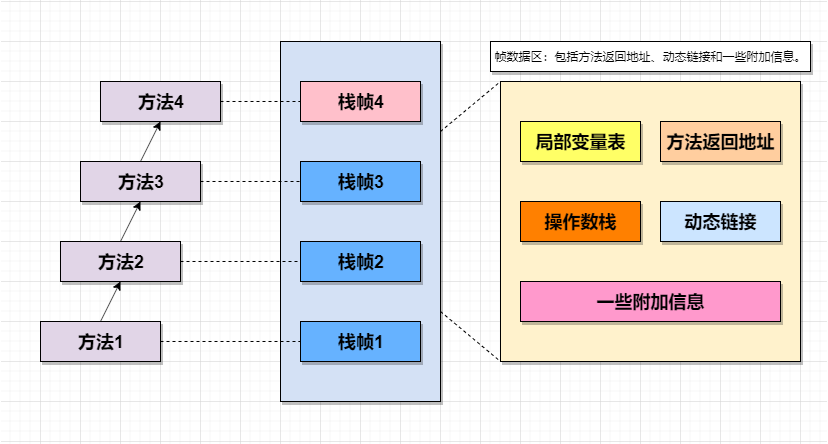 帧数据区：包括方法返回地址、动态链接和一些附加信息。
方法4
栈帧4
局部变量表
方法返回地址
方法3
栈帧3
操作数栈
动态链接
方法2
栈帧2
一些附加信息
方法1
栈帧1